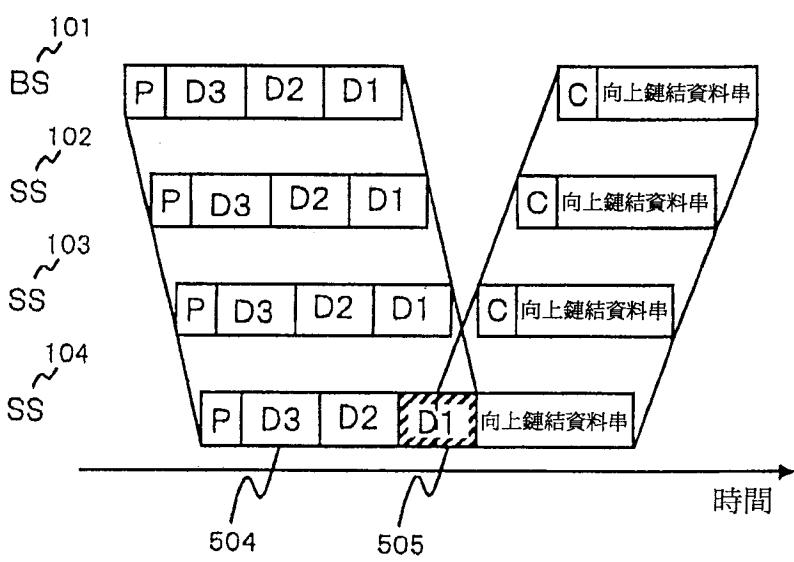 101
BS P D3 D2 D1 C 向上鏈結資料串
102
SS P D3 D2 D1 C 向上鏈結資料串
103
SS P D3 D2 D1 C 向上鏈結資料串
104
SS P D3 D2 D1 向上鏈結資料串
時間
504 505